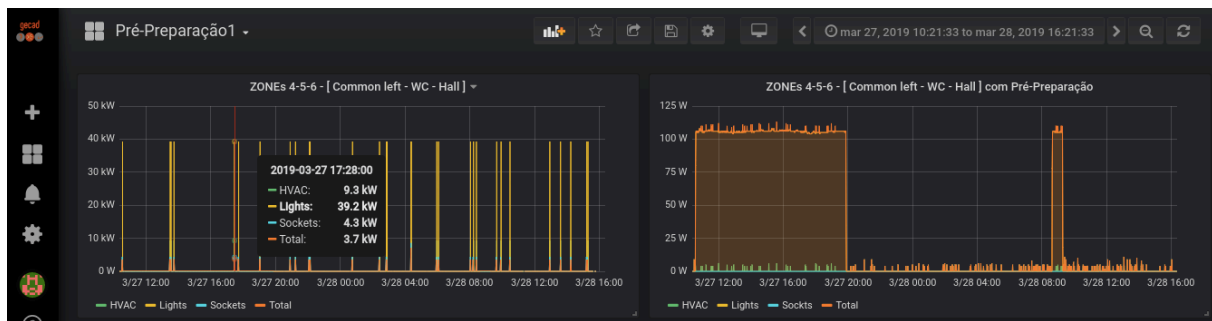 gecad
Pré-Preparação1
mar 27, 2019 10:21:33 to mar 28, 2019 16:21:33
ZONEs 4-5-6 - [ Common left - WC - Hall ]
50 kW
40 kW
30 kW
20 kW
10 kW
0 W
2019-03-27 17:28:00
HVAC: 9.3 kW
Lights: 39.2 kW
Sockets: 4.3 kW
Total: 3.7 kW
3/27 12:00 3/27 16:00 3/27 20:00 3/28 00:00 3/28 04:00 3/28 08:00 3/28 12:00 3/28 16:00
HVAC Lights Sockets Total
ZONEs 4-5-6 - [ Common left - WC - Hall ] com Pré-Preparação
125 W
100 W
75 W
50 W
25 W
0 W
3/27 12:00 3/27 16:00 3/27 20:00 3/28 00:00 3/28 04:00 3/28 08:00 3/28 12:00 3/28 16:00
HVAC Lights Sockts Total